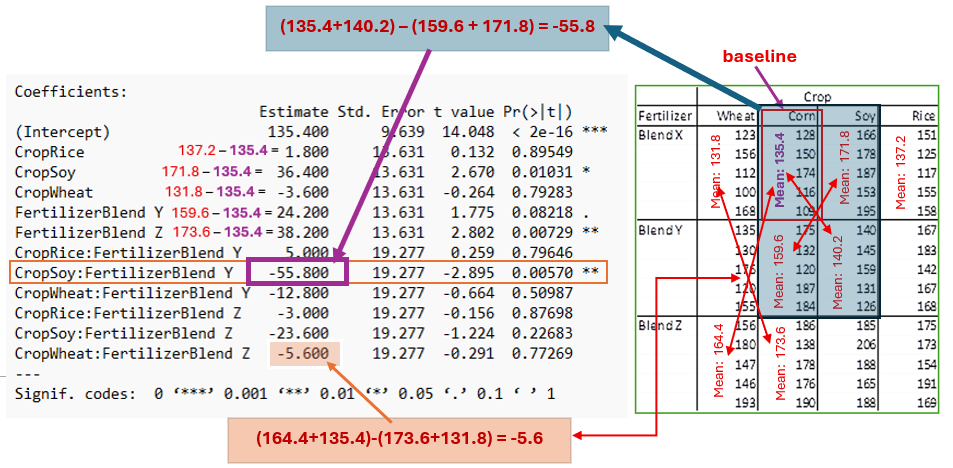 (135.4+140.2) – (159.6 + 171.8) = -55.8
baseline
Coefficients:
Estimate Std. Error t value Pr(>|t|)
(Intercept) 135.400 9.639 14.048 < 2e-16 ***
CropRice 137.2 – 135.4 = 1.800 13.631 0.132 0.89549
CropSoy 171.8 – 135.4 = 36.400 13.631 2.670 0.01031 *
CropWheat 131.8 – 135.4 = -3.600 13.631 -0.264 0.79283
FertilizerBlend Y 159.6 – 135.4 = 24.200 13.631 1.775 0.08218 .
FertilizerBlend Z 173.6 – 135.4 = 38.200 13.631 2.802 0.00729 **
CropRice:FertilizerBlend Y 5.000 19.277 0.259 0.79646
CropSoy:FertilizerBlend Y -55.800 19.277 -2.895 0.00570 **
CropWheat:FertilizerBlend Y -12.800 19.277 -0.664 0.50987
CropRice:FertilizerBlend Z -3.000 19.277 -0.156 0.87698
CropSoy:FertilizerBlend Z -23.600 19.277 -1.224 0.22683
CropWheat:FertilizerBlend Z -5.600 19.277 -0.291 0.77269
---
Signif. codes: 0 ‘***’ 0.001 ‘**’ 0.01 ‘*’ 0.05 ‘.’ 0.1 ‘ ’ 1
Crop
Fertilizer Wheat Corn Soy Rice
Blend X 123 128 166 151
156 150 178 125
112 174 187 117
100 116 153 155
168 109 195 158
Mean: 131.8
Mean: 135.4
Mean: 171.8
Mean: 137.2
Blend Y 135 175 140 167
130 132 145 183
176 120 159 142
120 187 131 167
155 184 126 168
Mean: 159.6
Mean: 140.2
Blend Z 156 186 185 175
180 138 206 173
147 178 188 154
146 176 165 191
193 190 188 169
Mean: 164.4
Mean: 173.6
(164.4+135.4)-(173.6+131.8) = -5.6